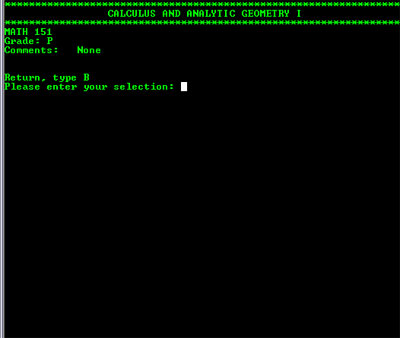 ********************************************************************
CALCULUS AND ANALYTIC GEOMETRY I
********************************************************************
MATH 151
Grade: P
Comments: None
Return, type B
Please enter your selection: